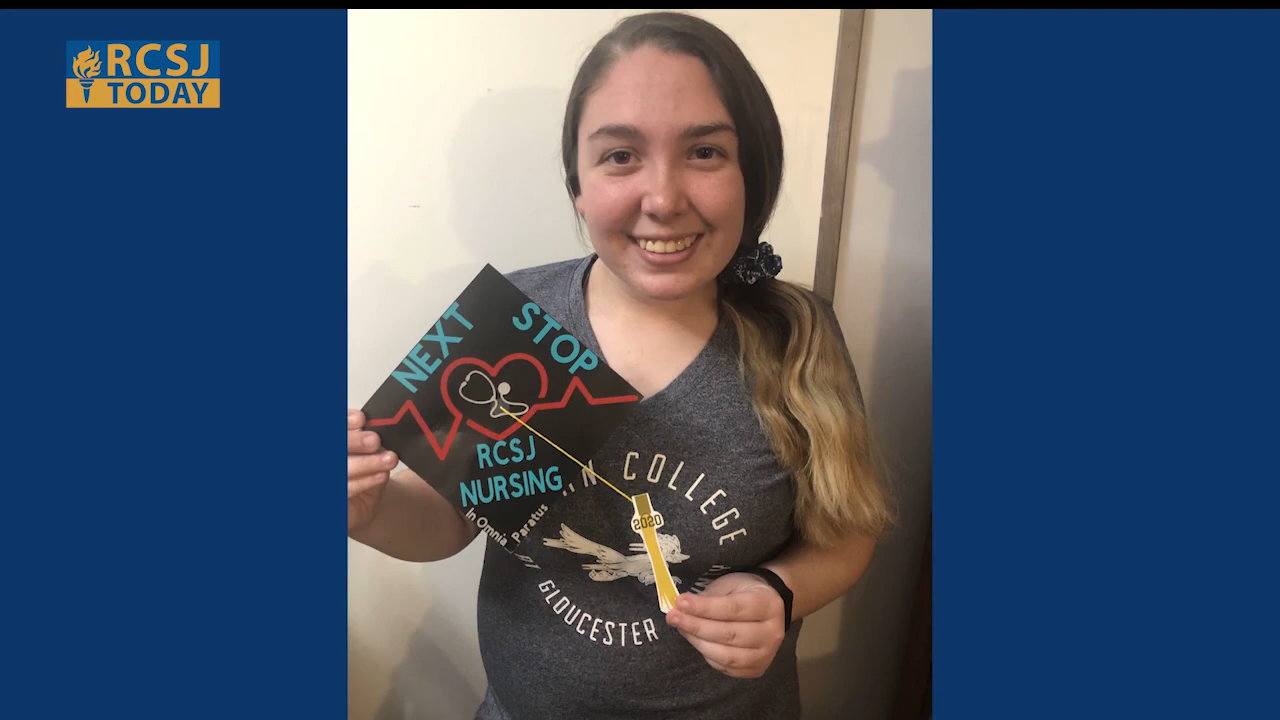 RCSJ
TODAY
NEXT STOP
RCSJ
NURSING
In Omnia Paratus
2020
COLLEGE
GLOUCESTER